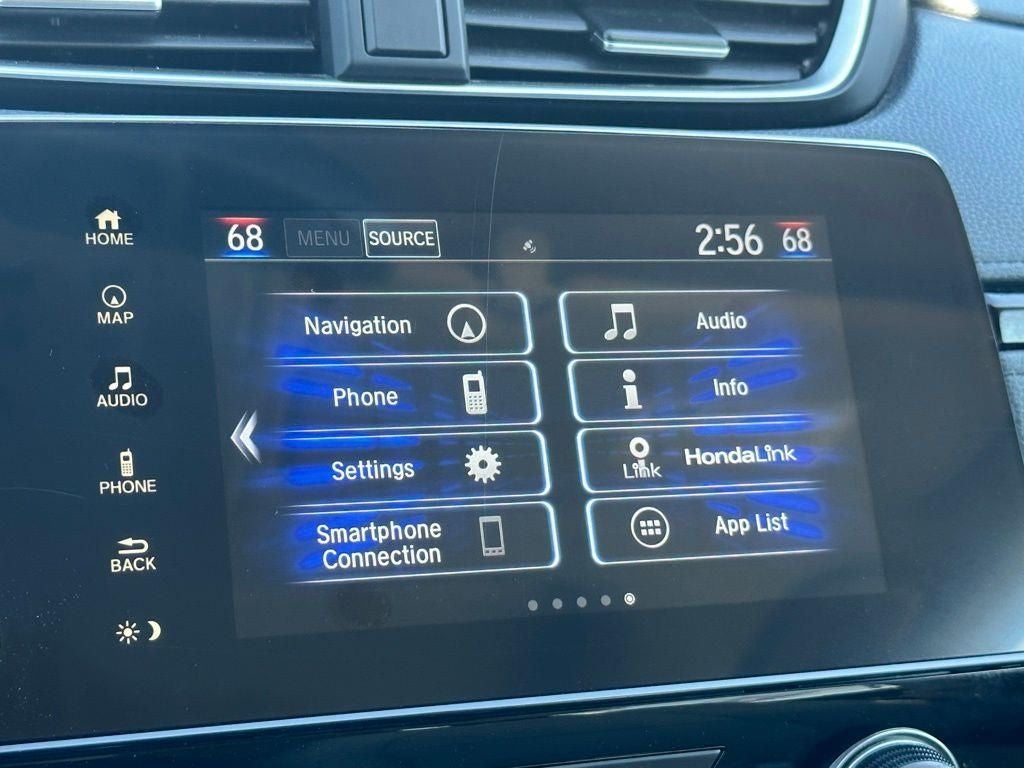 HOME
MAP
AUDIO
PHONE
BACK
68 MENU SOURCE 2:56 68
Navigation
Audio
Phone
Info
Settings
Link HondaLink
Smartphone
Connection
App List